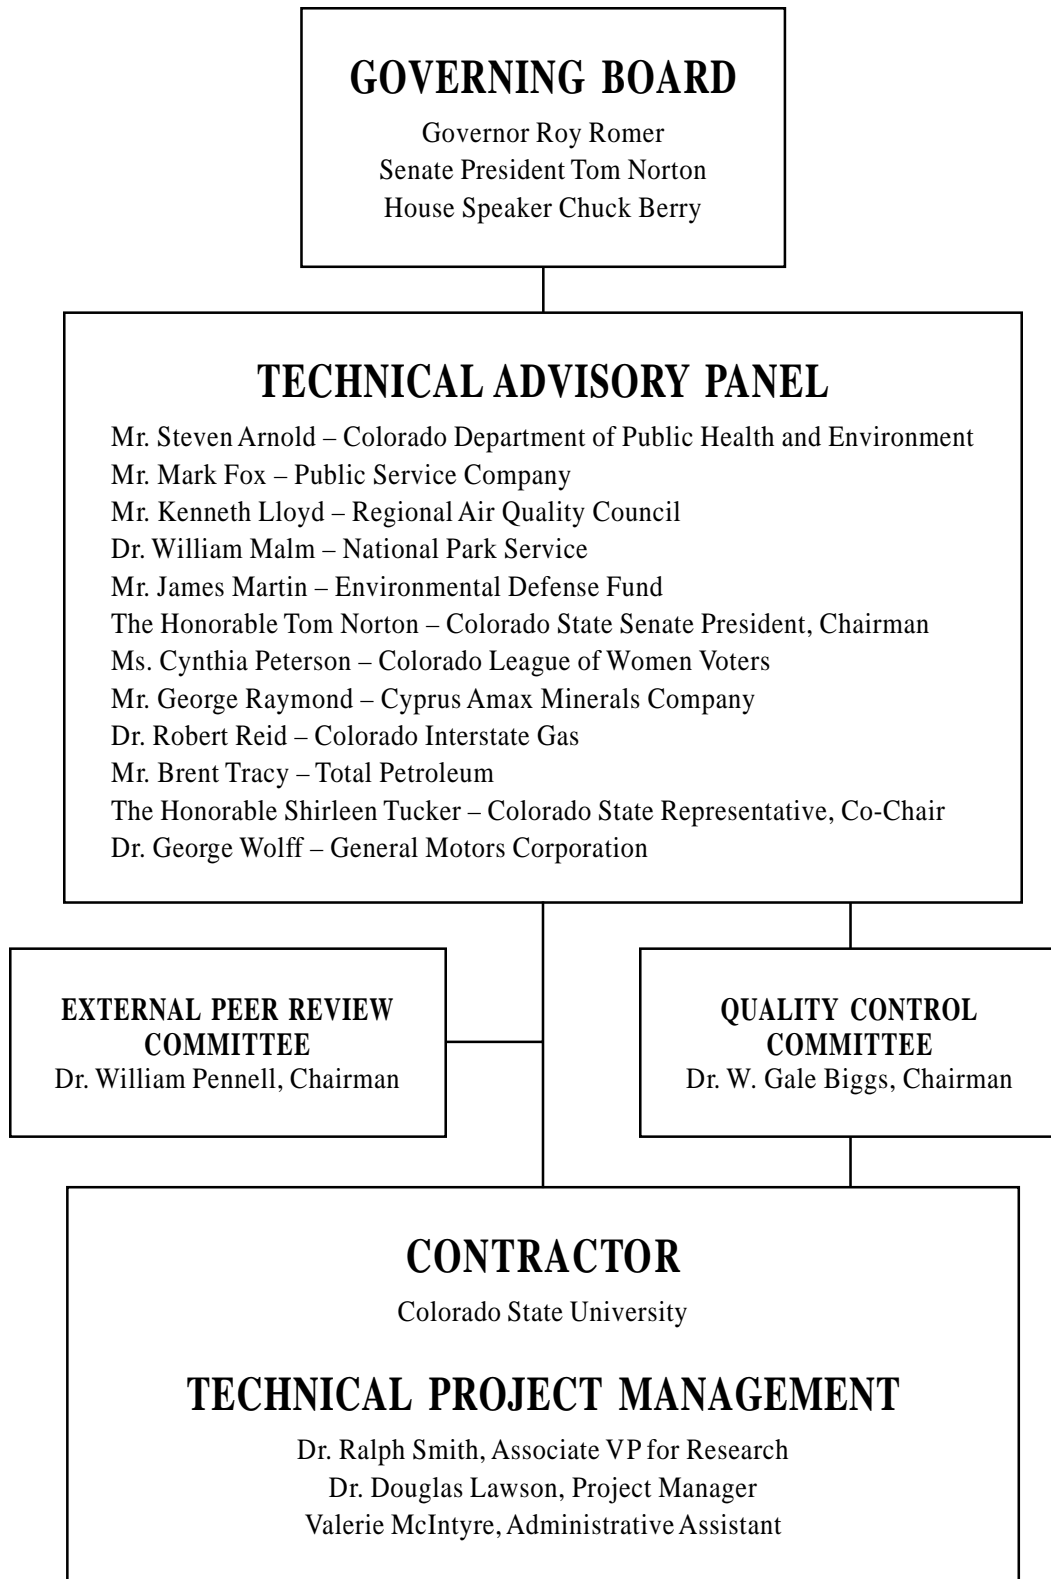 GOVERNING BOARD
Governor Roy Romer
Senate President Tom Norton
House Speaker Chuck Berry
TECHNICAL ADVISORY PANEL
Mr. Steven Arnold – Colorado Department of Public Health and Environment
Mr. Mark Fox – Public Service Company
Mr. Kenneth Lloyd – Regional Air Quality Council
Dr. William Malm – National Park Service
Mr. James Martin – Environmental Defense Fund
The Honorable Tom Norton – Colorado State Senate President, Chairman
Ms. Cynthia Peterson – Colorado League of Women Voters
Mr. George Raymond – Cyprus Amax Minerals Company
Dr. Robert Reid – Colorado Interstate Gas
Mr. Brent Tracy – Total Petroleum
The Honorable Shirleen Tucker – Colorado State Representative, Co-Chair
Dr. George Wolff – General Motors Corporation
EXTERNAL PEER REVIEW
COMMITTEE
Dr. William Pennell, Chairman
QUALITY CONTROL
COMMITTEE
Dr. W. Gale Biggs, Chairman
CONTRACTOR
Colorado State University
TECHNICAL PROJECT MANAGEMENT
Dr. Ralph Smith, Associate VP for Research
Dr. Douglas Lawson, Project Manager
Valerie McIntyre, Administrative Assistant